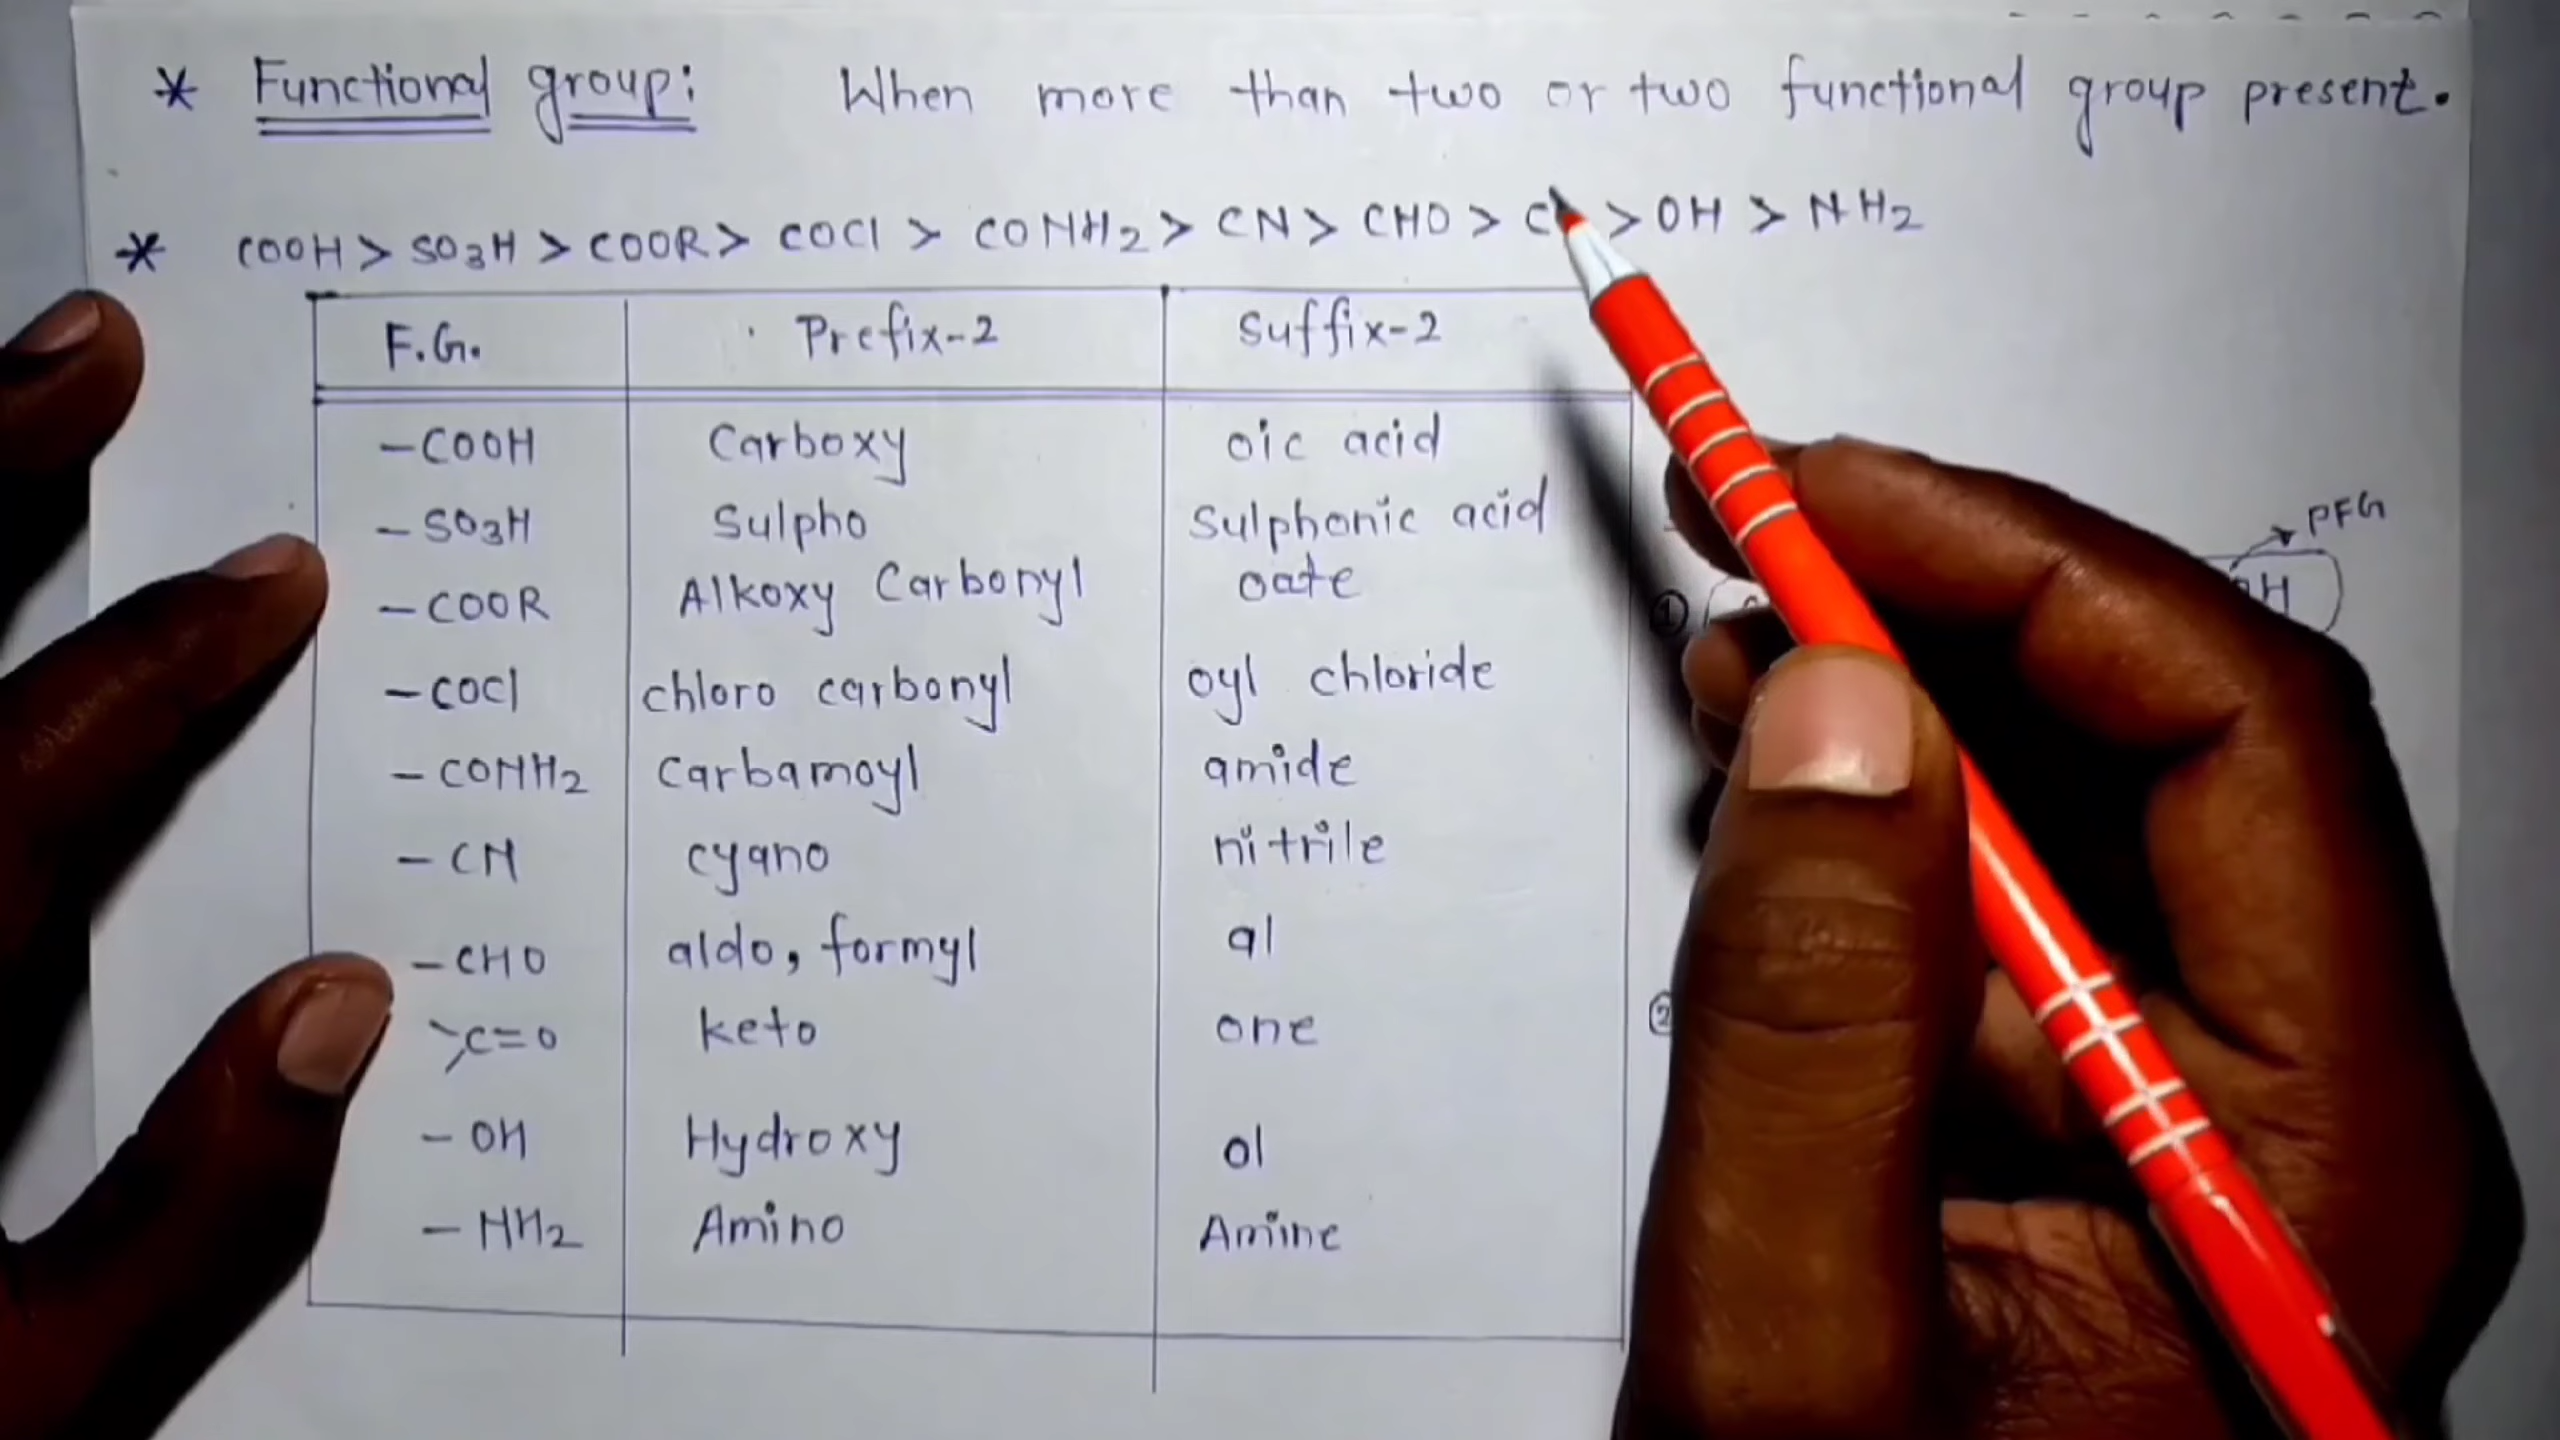 * Functional group: When more than two or two functional group present.
* COOH > SO3H > COOR > COCl > CONH2 > CN > CHO > > OH > NH2
F.G. Prefix-2 Suffix-2
-COOH Carboxy oic acid
-SO3H Sulpho Sulphonic acid
-COOR Alkoxy Carbonyl oate
-COCl chloro carbonyl oyl chloride
-CONH2 Carbamoyl amide
-CN cyano nitrile
-CHO aldo, formyl al
>C=O keto one
-OH Hydroxy ol
-NH2 Amino Amine
PFG
①
②